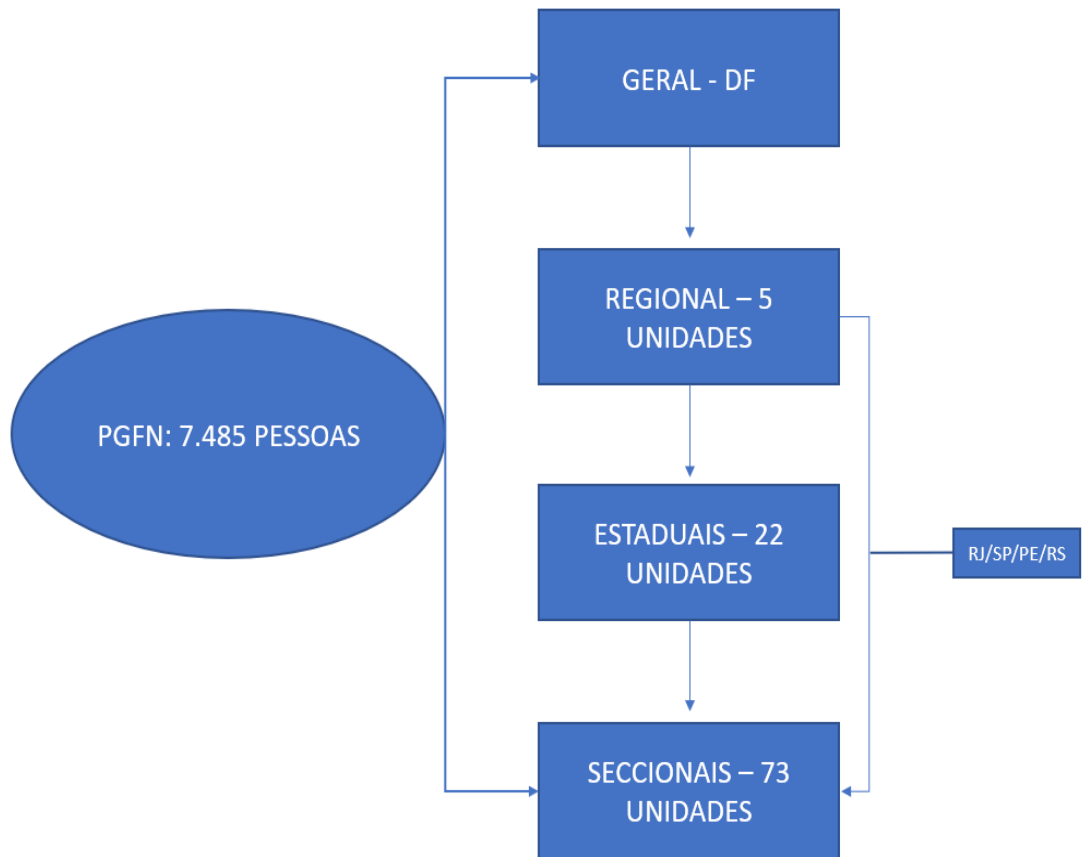 GERAL - DF
REGIONAL – 5
UNIDADES
PGFN: 7.485 PESSOAS
ESTADUAIS – 22
UNIDADES
RJ/SP/PE/RS
SECCIONAIS – 73
UNIDADES